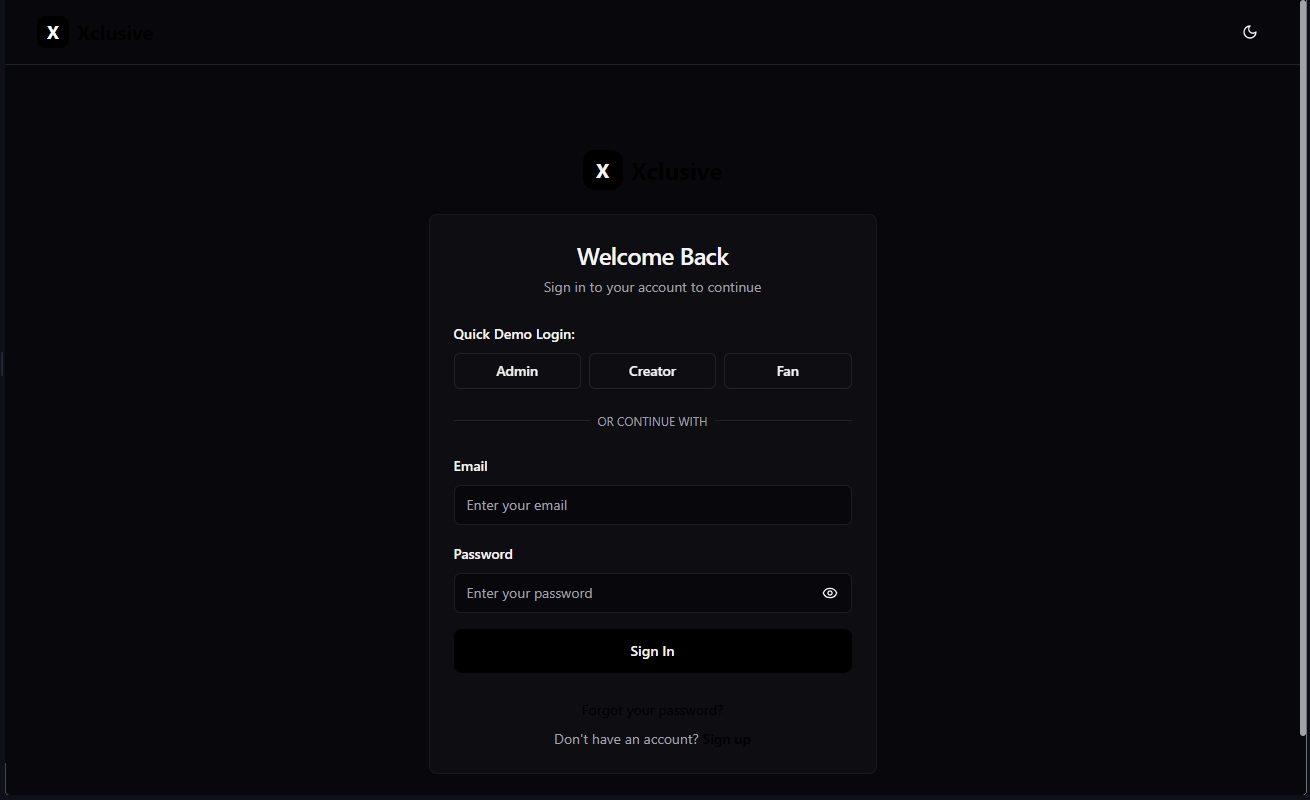 X Xclusive
X Xclusive
Welcome Back
Sign in to your account to continue
Quick Demo Login:
Admin Creator Fan
OR CONTINUE WITH
Email
Enter your email
Password
Enter your password
Sign In
Forgot your password?
Don't have an account? Sign up